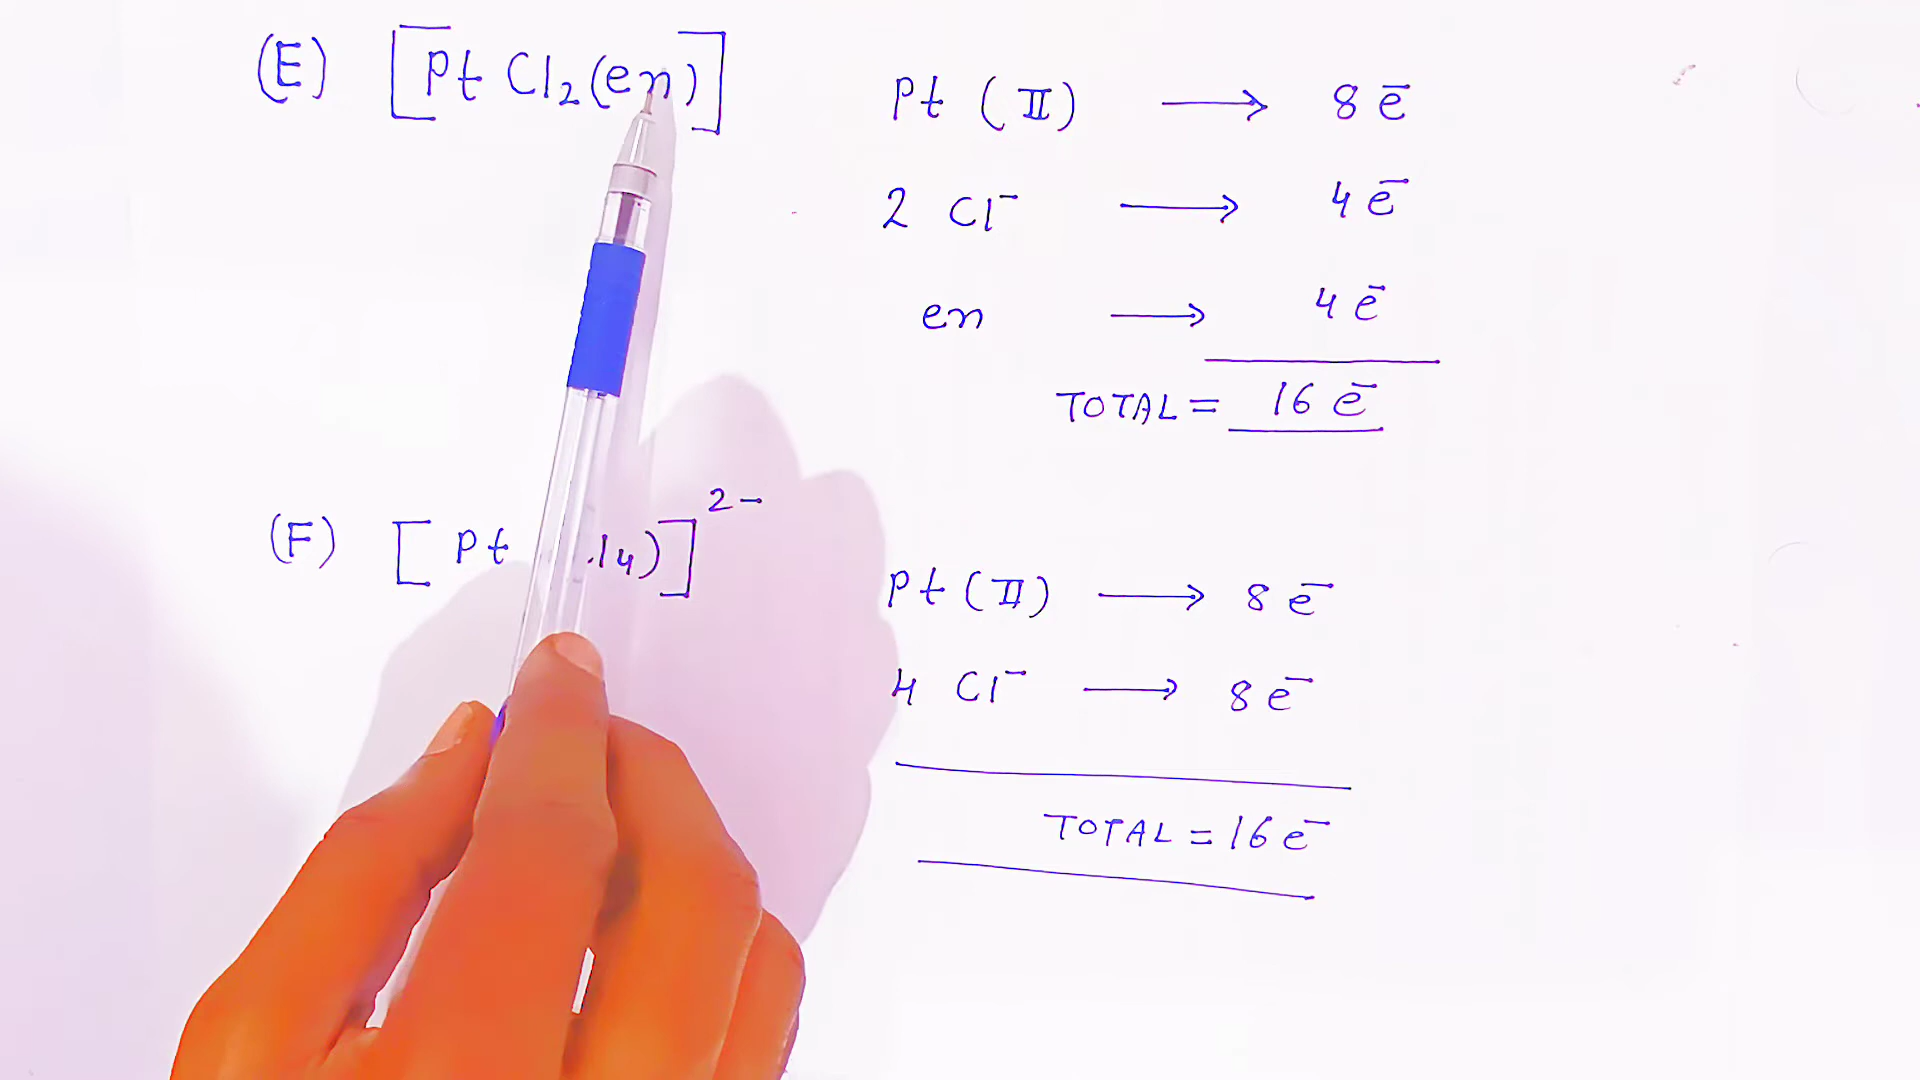 (E) [Pt Cl₂(en)]
Pt (II) → 8 e̅
2 Cl⁻ → 4 e̅
en → 4 e̅
TOTAL = 16 e̅
(F) [Pt l₄)]²⁻
Pt (II) → 8 e̅
4 Cl⁻ → 8 e̅
TOTAL = 16 e̅